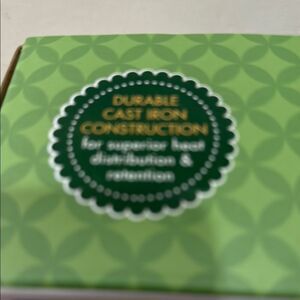 DURABLE
CAST IRON
CONSTRUCTION
for superior heat
distribution &
retention